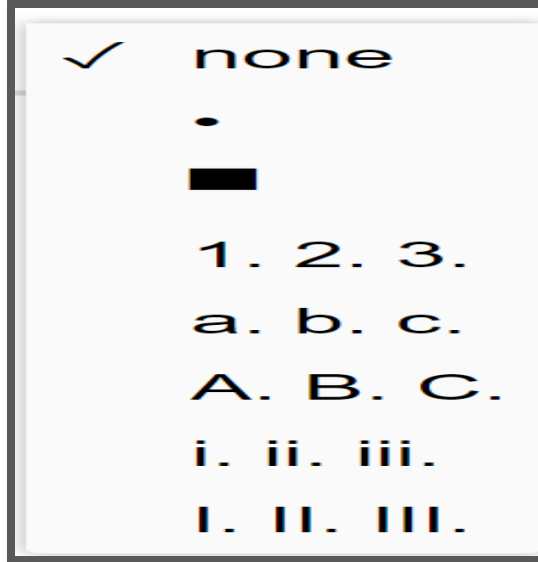 ✓ none
•
■
1. 2. 3.
a. b. c.
A. B. C.
i. ii. iii.
I. II. III.